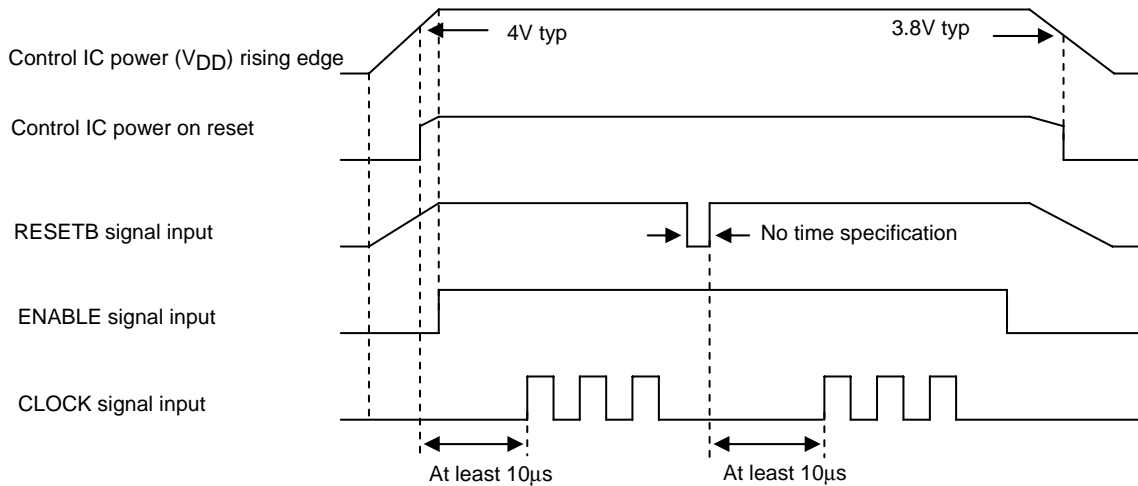 4V typ
3.8V typ
Control IC power (VDD) rising edge
Control IC power on reset
RESETB signal input
No time specification
ENABLE signal input
CLOCK signal input
At least 10μs
At least 10μs